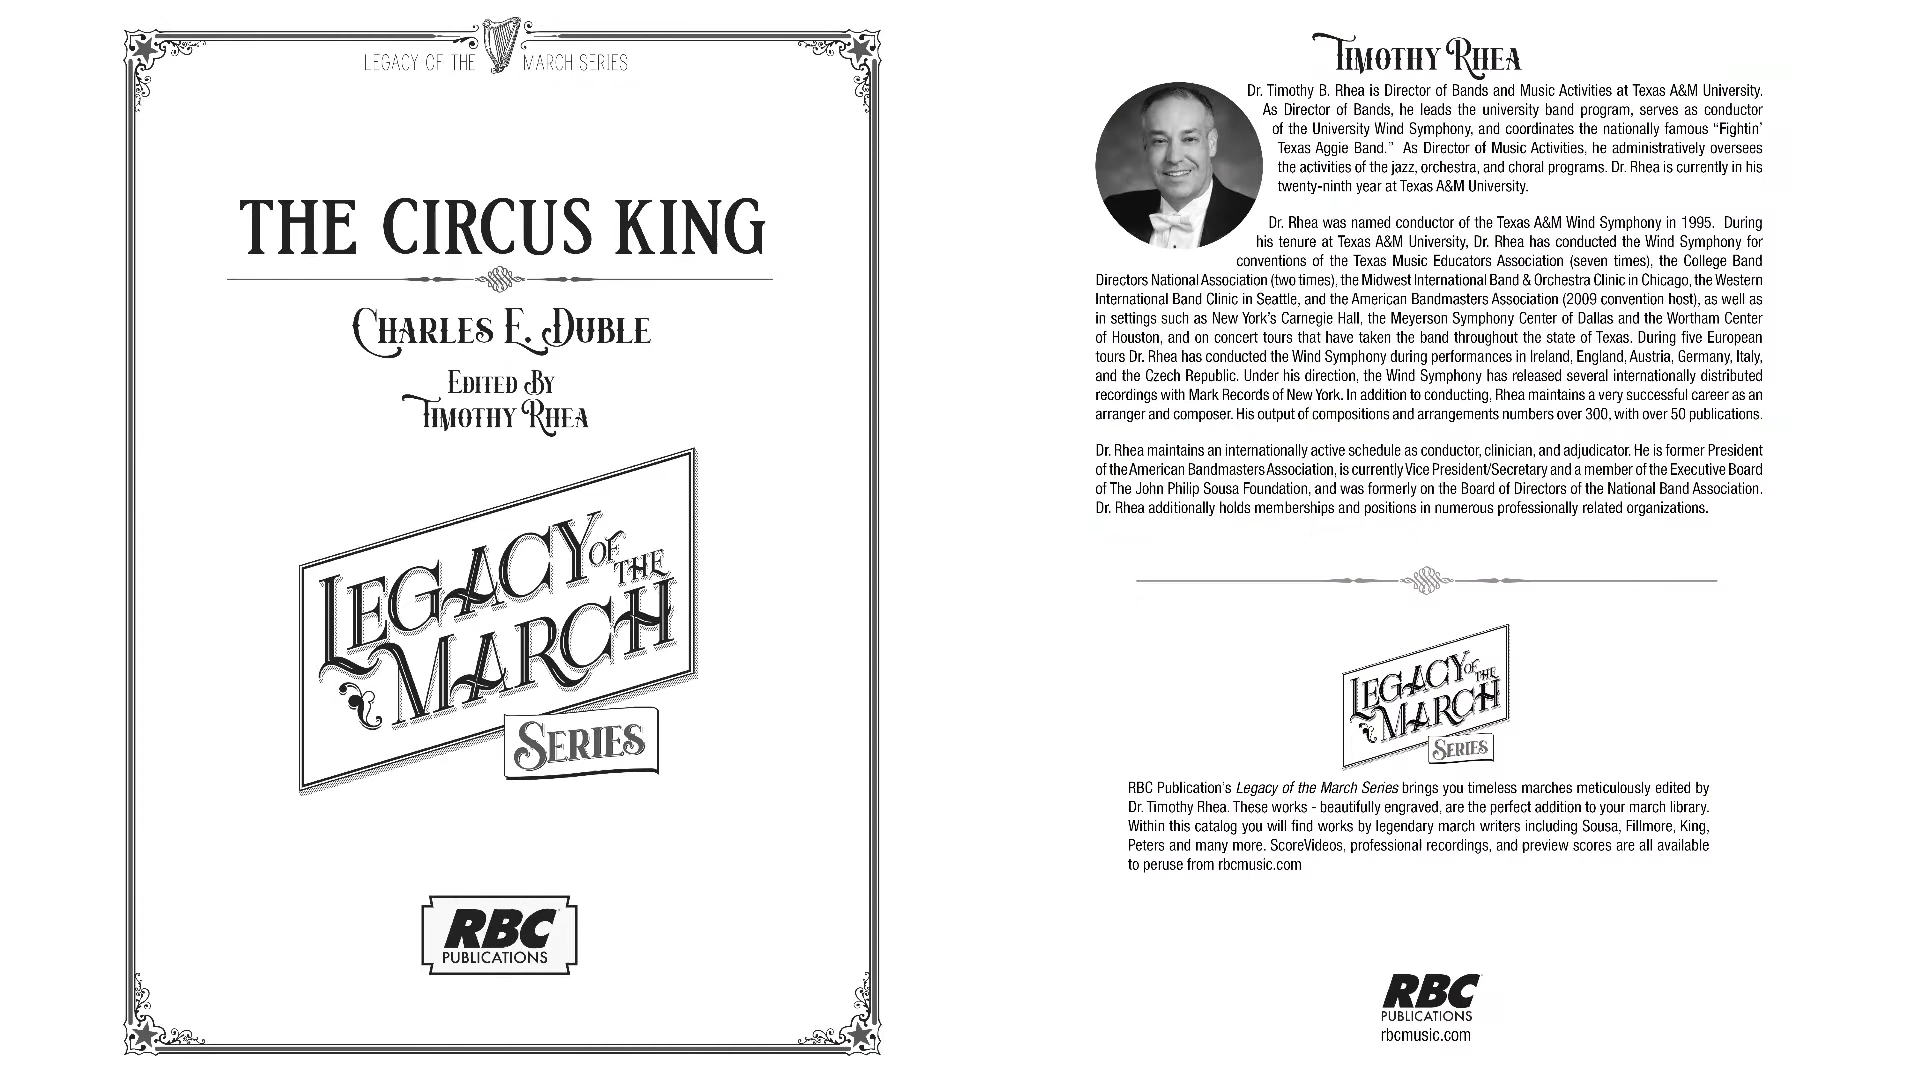 LEGACY OF THE MARCH SERIES
THE CIRCUS KING
CHARLES E. DUBLE
EDITED BY
TIMOTHY RHEA
LEGACY OF THE
MARCH
SERIES
RBC
PUBLICATIONS
TIMOTHY RHEA
Dr. Timothy B. Rhea is Director of Bands and Music Activities at Texas A&M University.
As Director of Bands, he leads the university band program, serves as conductor
of the University Wind Symphony, and coordinates the nationally famous “Fightin’
Texas Aggie Band.” As Director of Music Activities, he administratively oversees
the activities of the jazz, orchestra, and choral programs. Dr. Rhea is currently in his
twenty-ninth year at Texas A&M University.
Dr. Rhea was named conductor of the Texas A&M Wind Symphony in 1995. During
his tenure at Texas A&M University, Dr. Rhea has conducted the Wind Symphony for
conventions of the Texas Music Educators Association (seven times), the College Band
Directors National Association (two times), the Midwest International Band & Orchestra Clinic in Chicago, the Western
International Band Clinic in Seattle, and the American Bandmasters Association (2009 convention host), as well as
in settings such as New York’s Carnegie Hall, the Meyerson Symphony Center of Dallas and the Wortham Center
of Houston, and on concert tours that have taken the band throughout the state of Texas. During five European
tours Dr. Rhea has conducted the Wind Symphony during performances in Ireland, England, Austria, Germany, Italy,
and the Czech Republic. Under his direction, the Wind Symphony has released several internationally distributed
recordings with Mark Records of New York. In addition to conducting, Rhea maintains a very successful career as an
arranger and composer. His output of compositions and arrangements numbers over 300, with over 50 publications.
Dr. Rhea maintains an internationally active schedule as conductor, clinician, and adjudicator. He is former President
of the American Bandmasters Association, is currently Vice President/Secretary and a member of the Executive Board
of The John Philip Sousa Foundation, and was formerly on the Board of Directors of the National Band Association.
Dr. Rhea additionally holds memberships and positions in numerous professionally related organizations.
LEGACY OF THE
MARCH
SERIES
RBC Publication’s Legacy of the March Series brings you timeless marches meticulously edited by
Dr. Timothy Rhea. These works - beautifully engraved, are the perfect addition to your march library.
Within this catalog you will find works by legendary march writers including Sousa, Fillmore, King,
Peters and many more. ScoreVideos, professional recordings, and preview scores are all available
to peruse from rbcmusic.com
RBC
PUBLICATIONS
rbcmusic.com